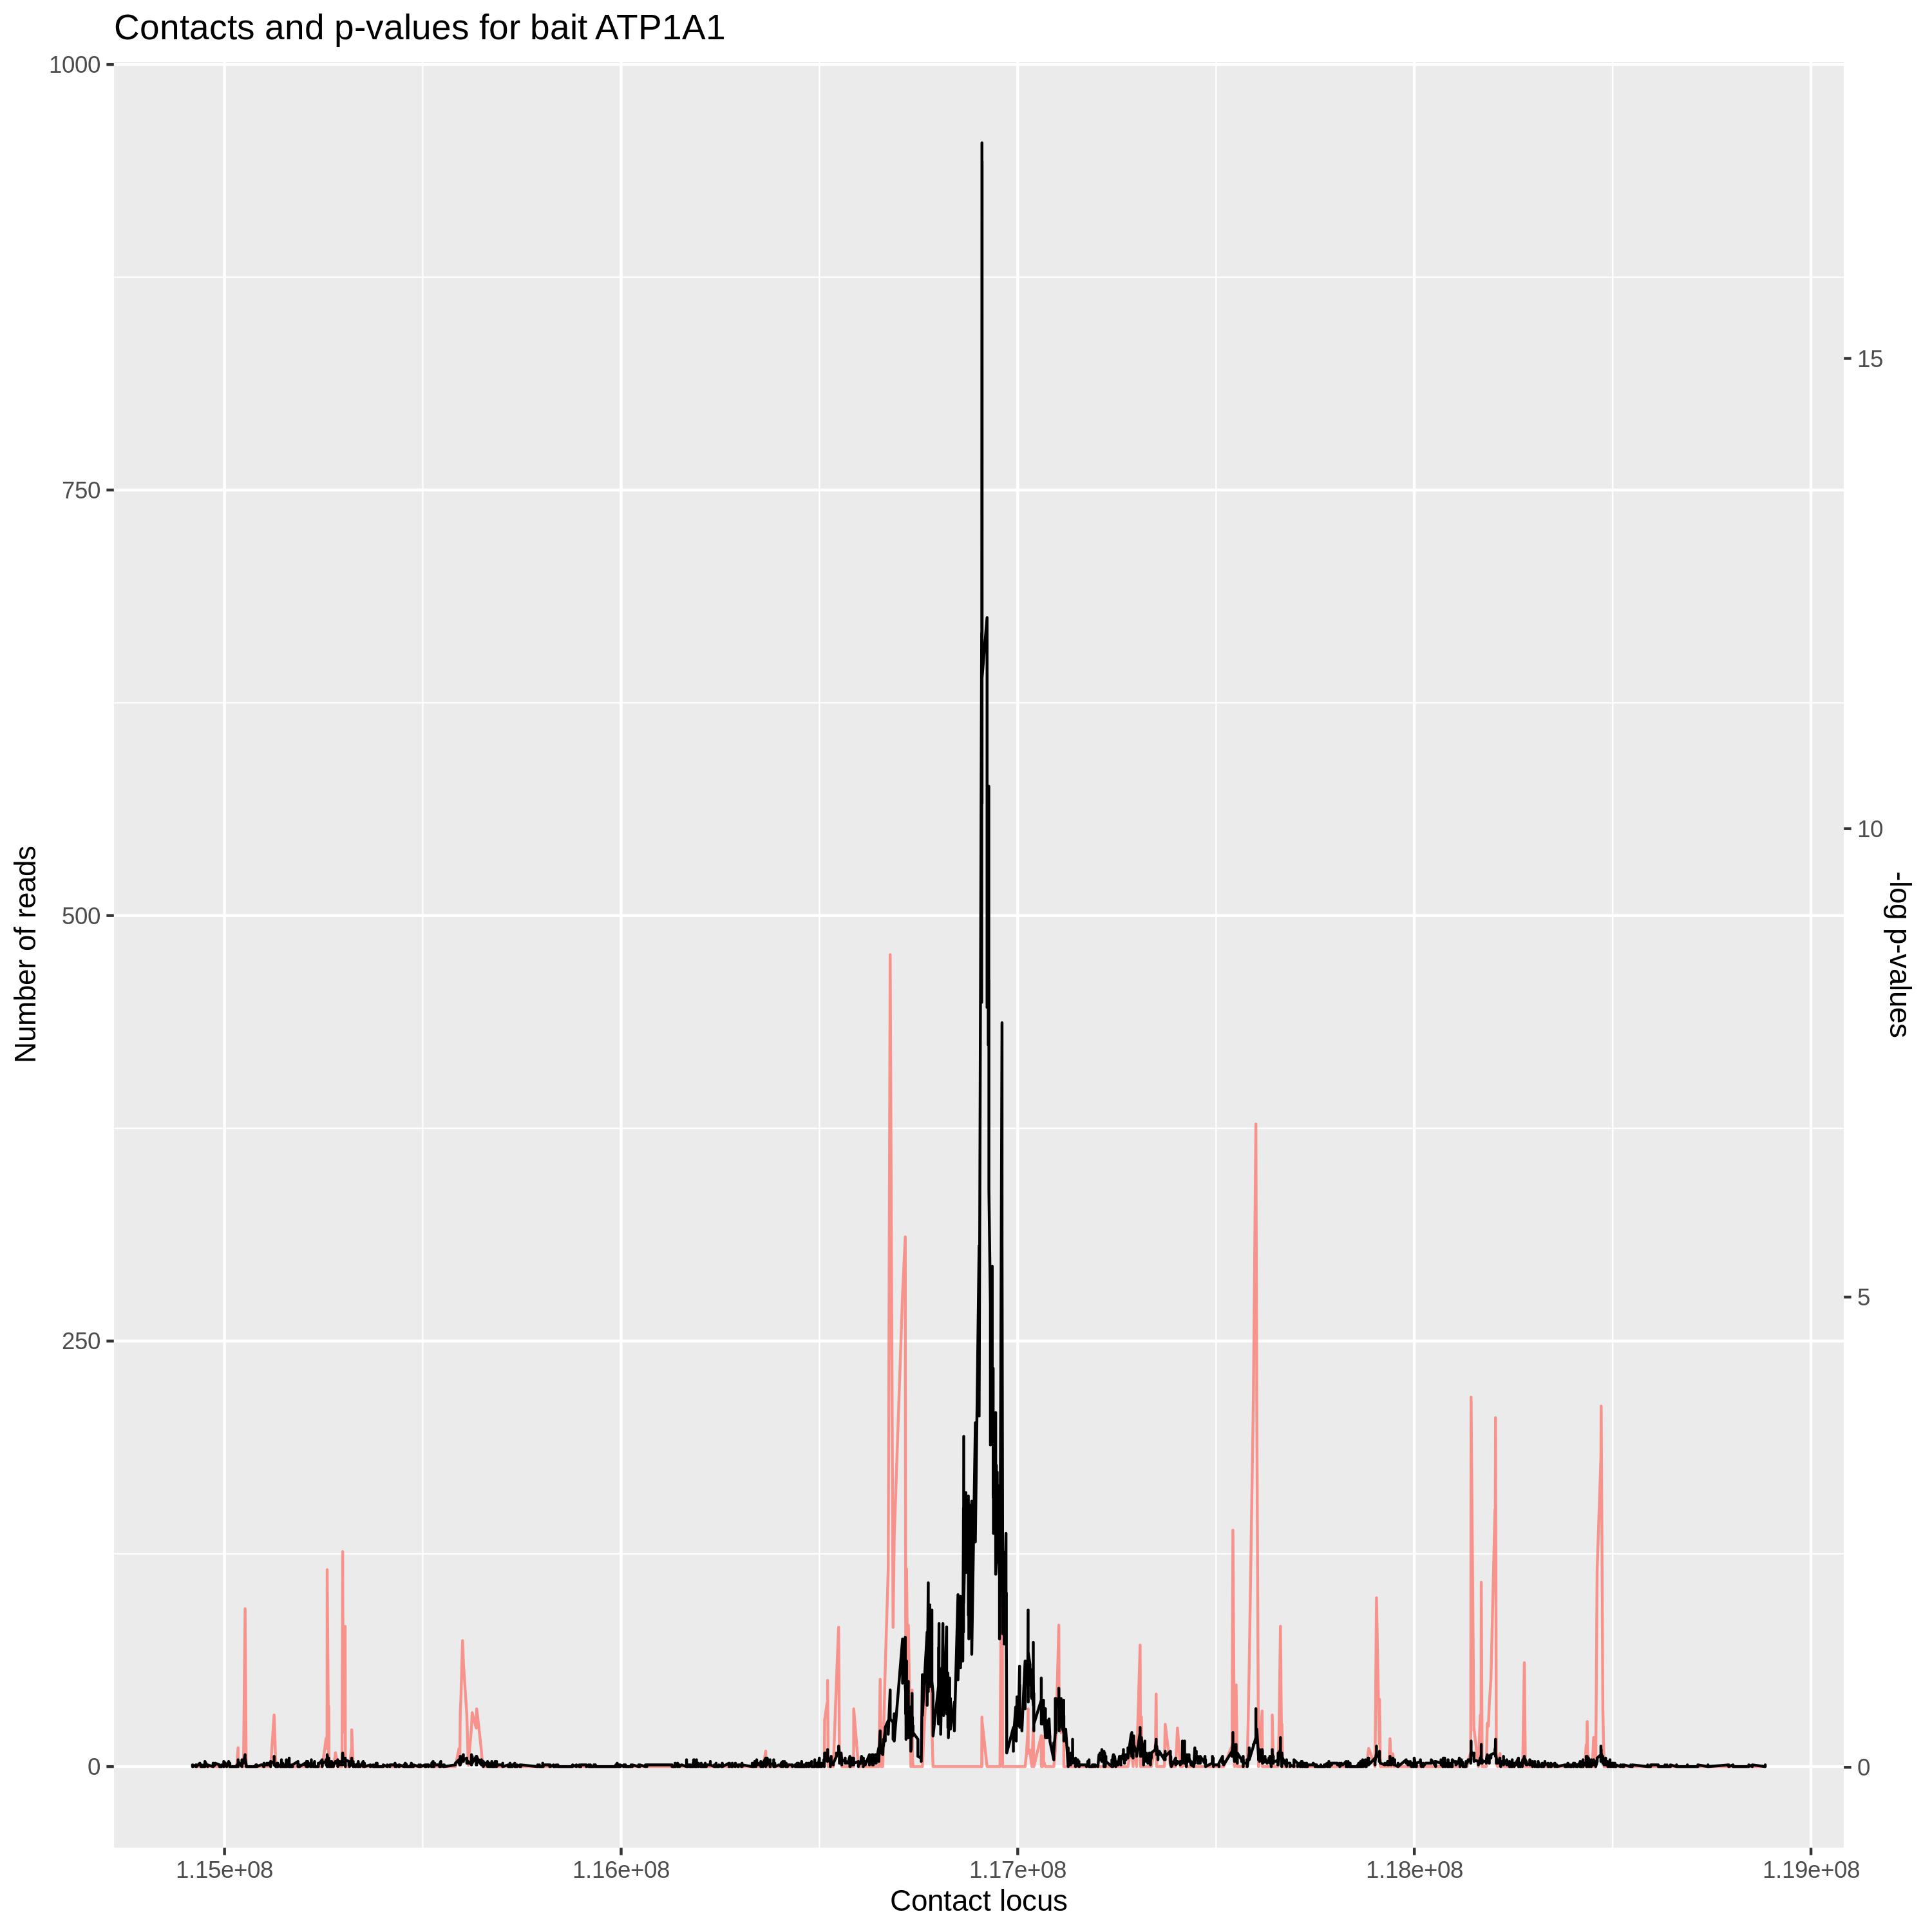 Contacts and p-values for bait ATP1A1
1000
750
500
250
0
Number of reads
15
10
5
0
-log p-values
1.15e+08
1.16e+08
1.17e+08
1.18e+08
1.19e+08
Contact locus